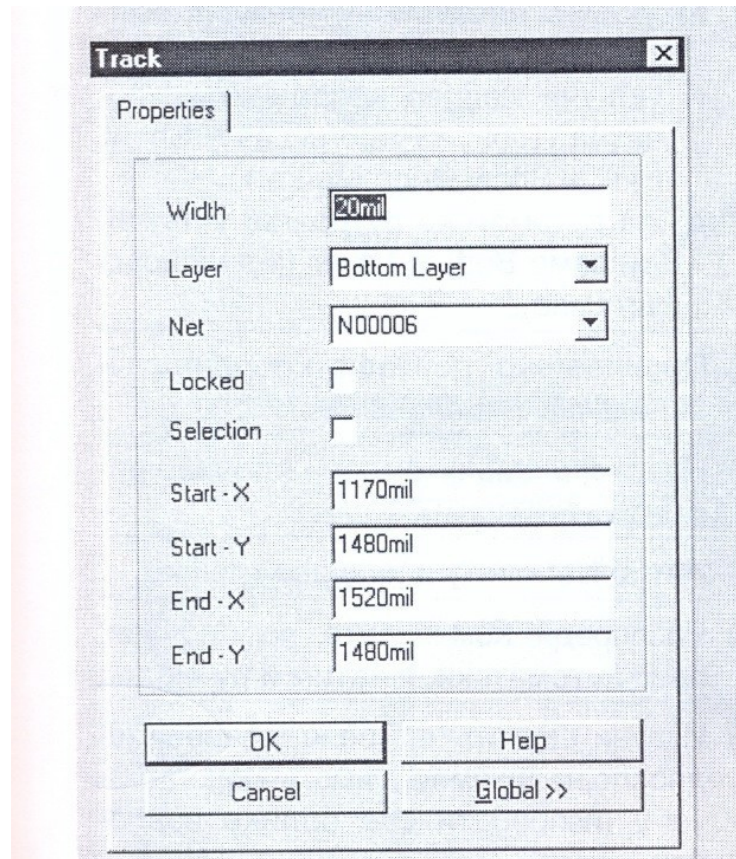 Track
Properties
Width 20mil
Layer Bottom Layer
Net N00006
Locked
Selection
Start - X 1170mil
Start - Y 1480mil
End - X 1520mil
End - Y 1480mil
OK Help
Cancel Global >>